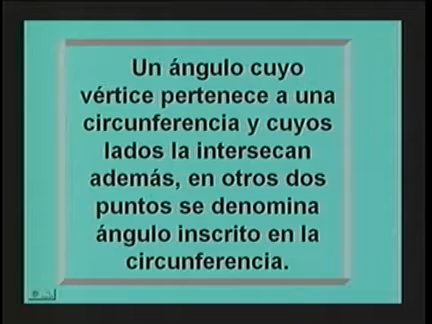 Un ángulo cuyo
vértice pertenece a una
circunferencia y cuyos
lados la intersecan
además, en otros dos
puntos se denomina
ángulo inscrito en la
circunferencia.